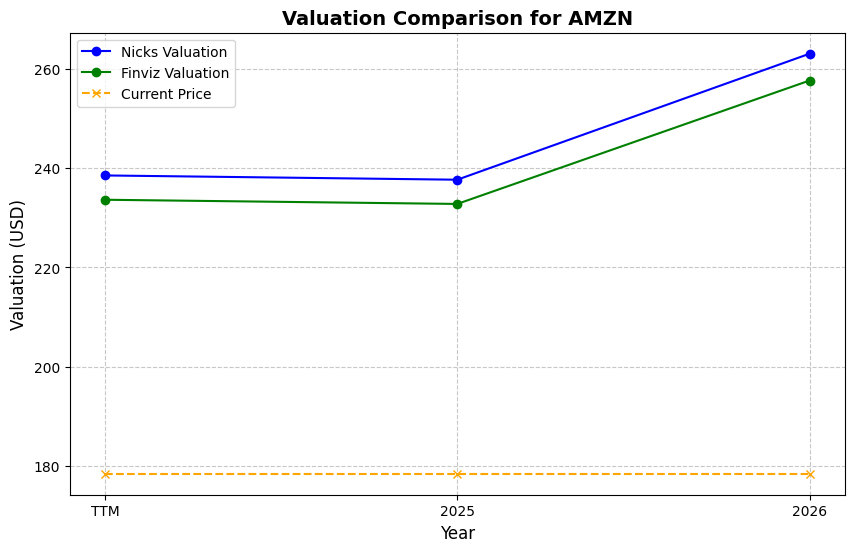 Valuation Comparison for AMZN
Nicks Valuation
Finviz Valuation
Current Price
Valuation (USD)
260
240
220
200
180
TTM
2025
2026
Year